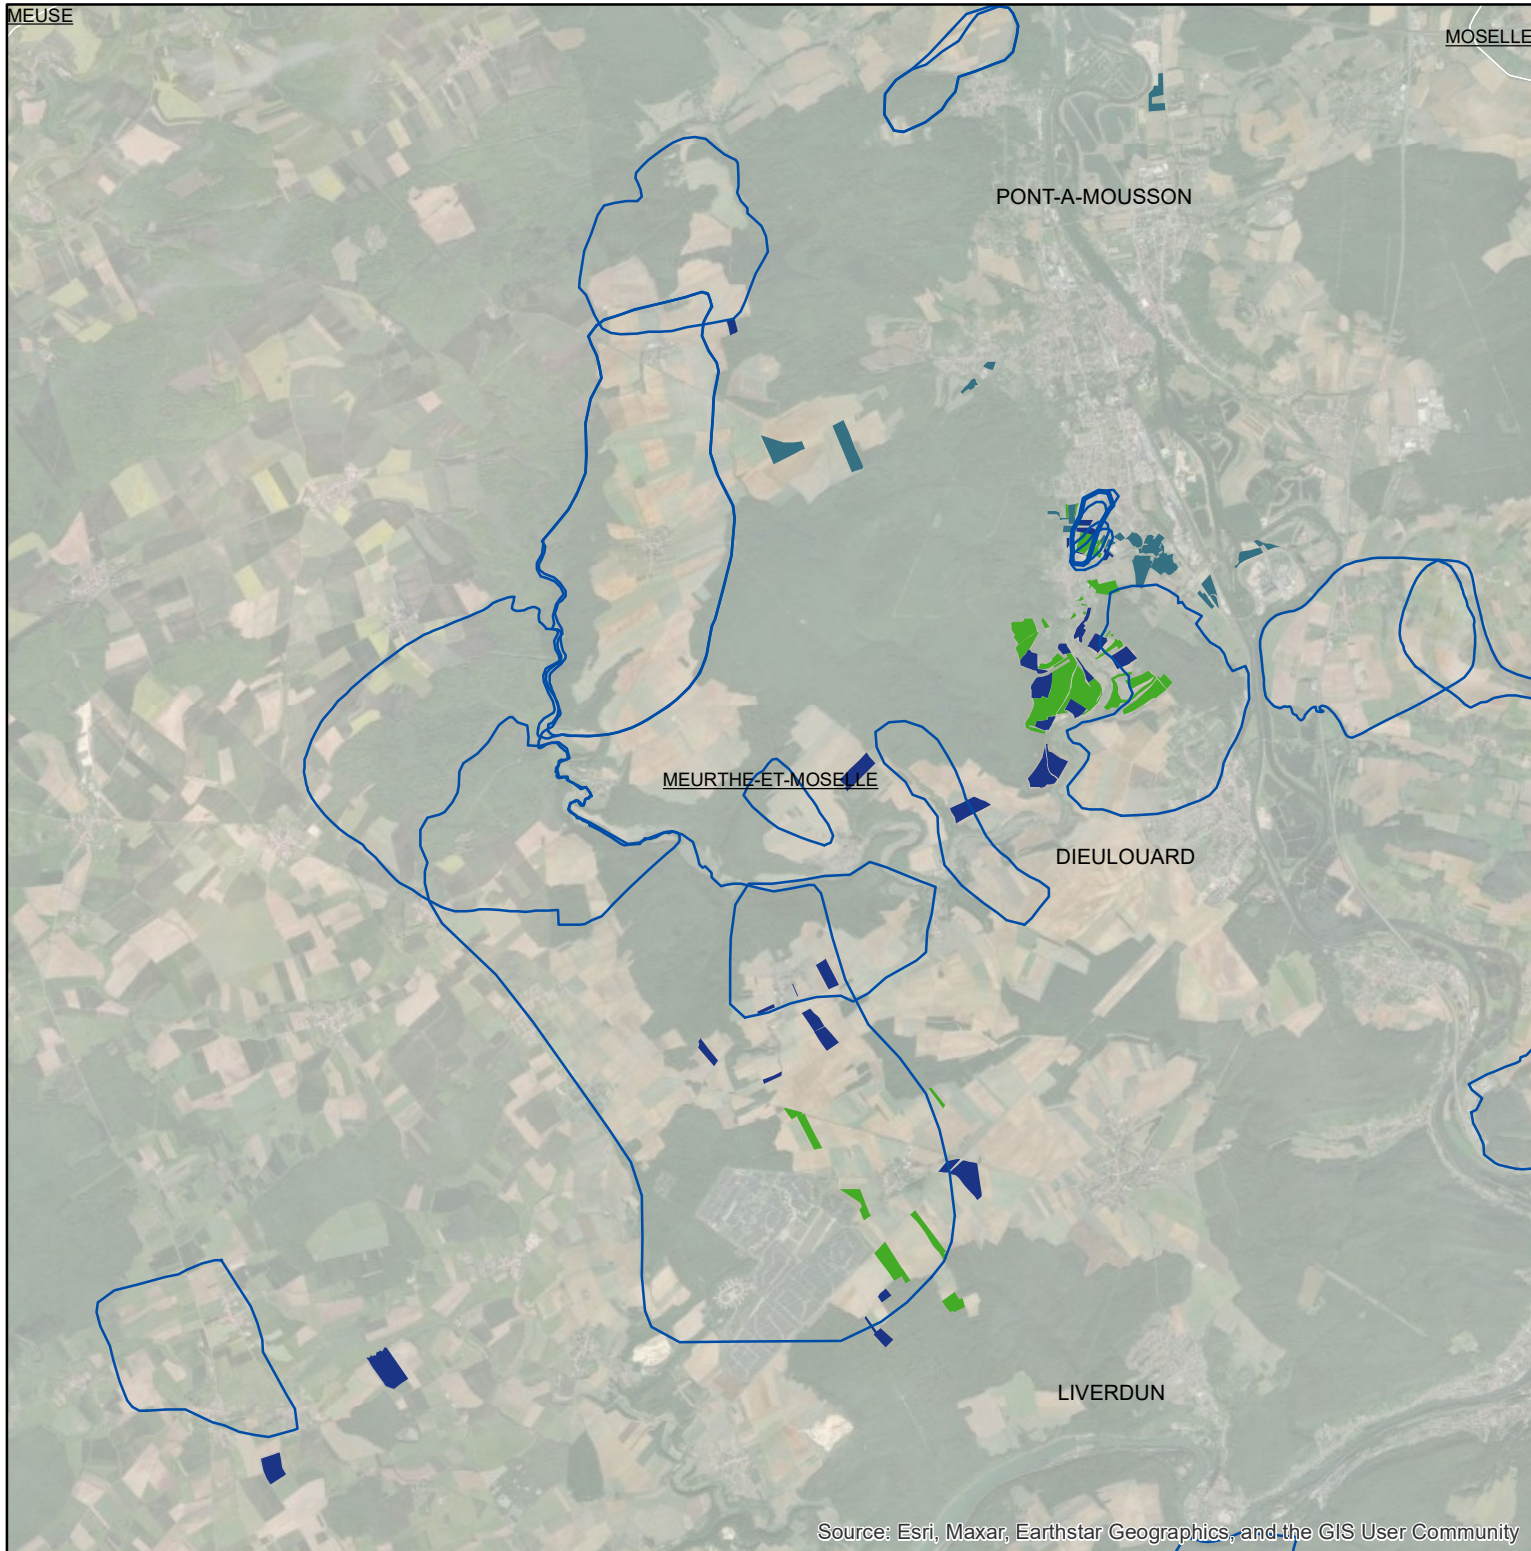 MEUSE
MOSELLE
PONT-A-MOUSSON
MEURTHE-ET-MOSELLE
DIEULOUARD
LIVERDUN
Source: Esri, Maxar, Earthstar Geographics, and the GIS User Community